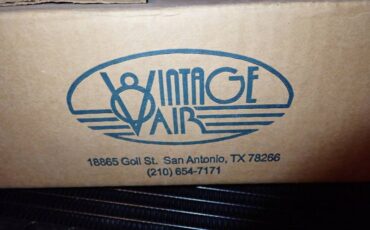 VINTAGE
AIR
18865 Goll St. San Antonio, TX 78266
(210) 654-7171